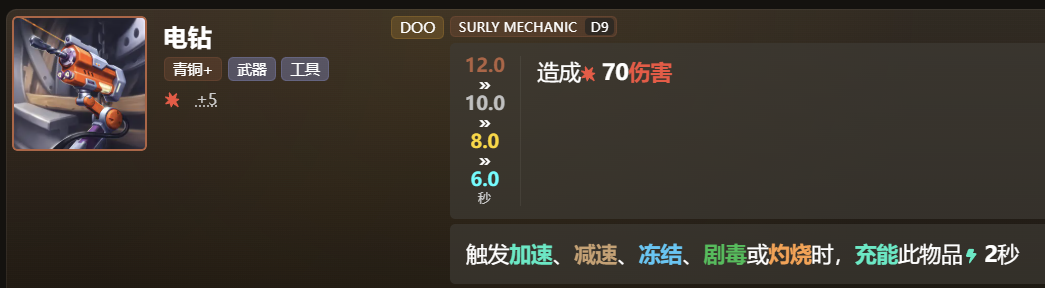 电钻
DOO
青铜+ 武器 工具
+5
SURLY MECHANIC D9
12.0
»
10.0
»
8.0
»
6.0
秒
造成 70伤害
触发加速、减速、冻结、剧毒或灼烧时，充能此物品 2秒